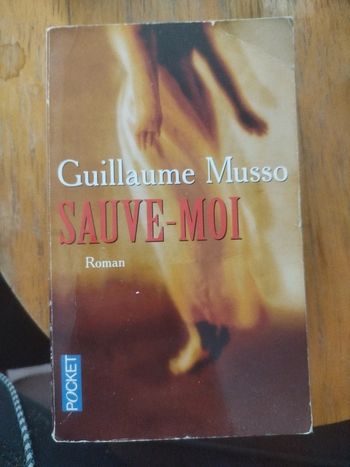 Guillaume Musso
SAUVE-MOI
Roman
POCKET